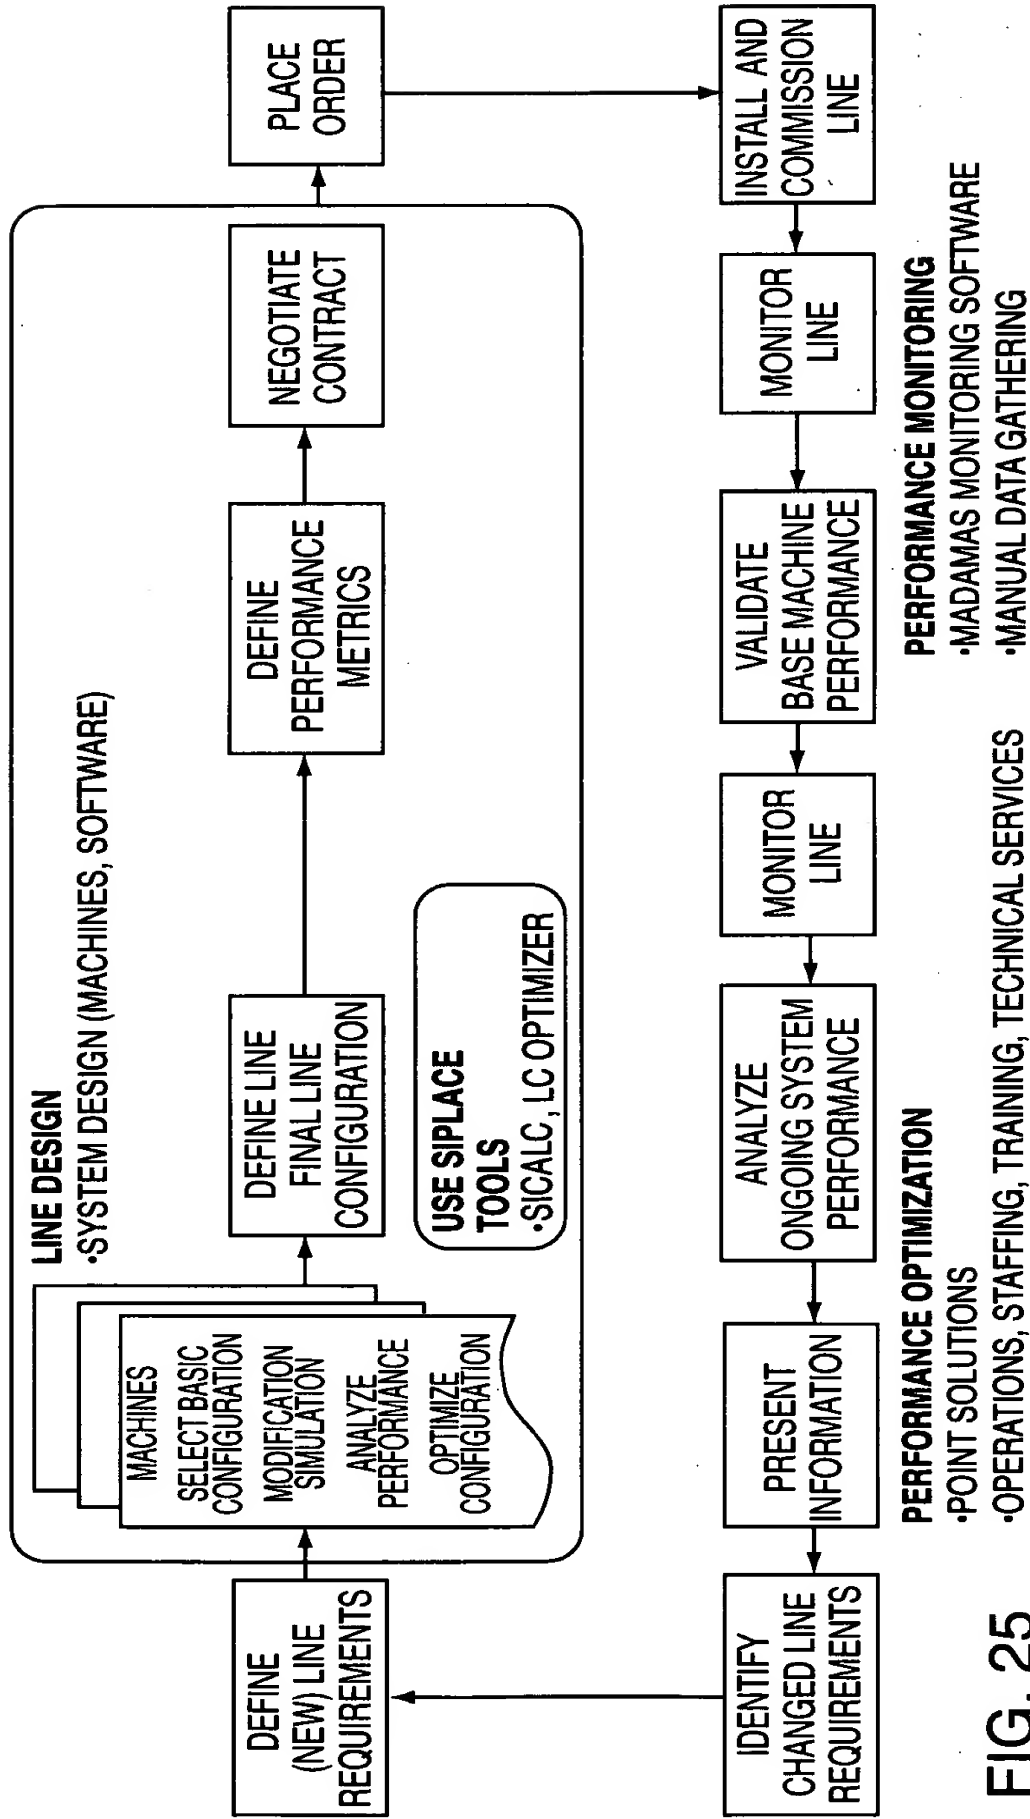 LINE DESIGN
•SYSTEM DESIGN (MACHINES, SOFTWARE)
DEFINE
(NEW) LINE
REQUIREMENTS
MACHINES
SELECT BASIC
CONFIGURATION
MODIFICATION
SIMULATION
ANALYZE
PERFORMANCE
OPTIMIZE
CONFIGURATION
DEFINE LINE
FINAL LINE
CONFIGURATION
DEFINE
PERFORMANCE
METRICS
NEGOTIATE
CONTRACT
PLACE
ORDER
USE SIPLACE
TOOLS
•SICALC, LC OPTIMIZER
IDENTIFY
CHANGED LINE
REQUIREMENTS
PRESENT
INFORMATION
ANALYZE
ONGOING SYSTEM
PERFORMANCE
MONITOR
LINE
VALIDATE
BASE MACHINE
PERFORMANCE
MONITOR
LINE
INSTALL AND
COMMISSION
LINE
PERFORMANCE OPTIMIZATION
•POINT SOLUTIONS
•OPERATIONS, STAFFING, TRAINING, TECHNICAL SERVICES
PERFORMANCE MONITORING
•MADAMAS MONITORING SOFTWARE
•MANUAL DATA GATHERING
FIG. 25